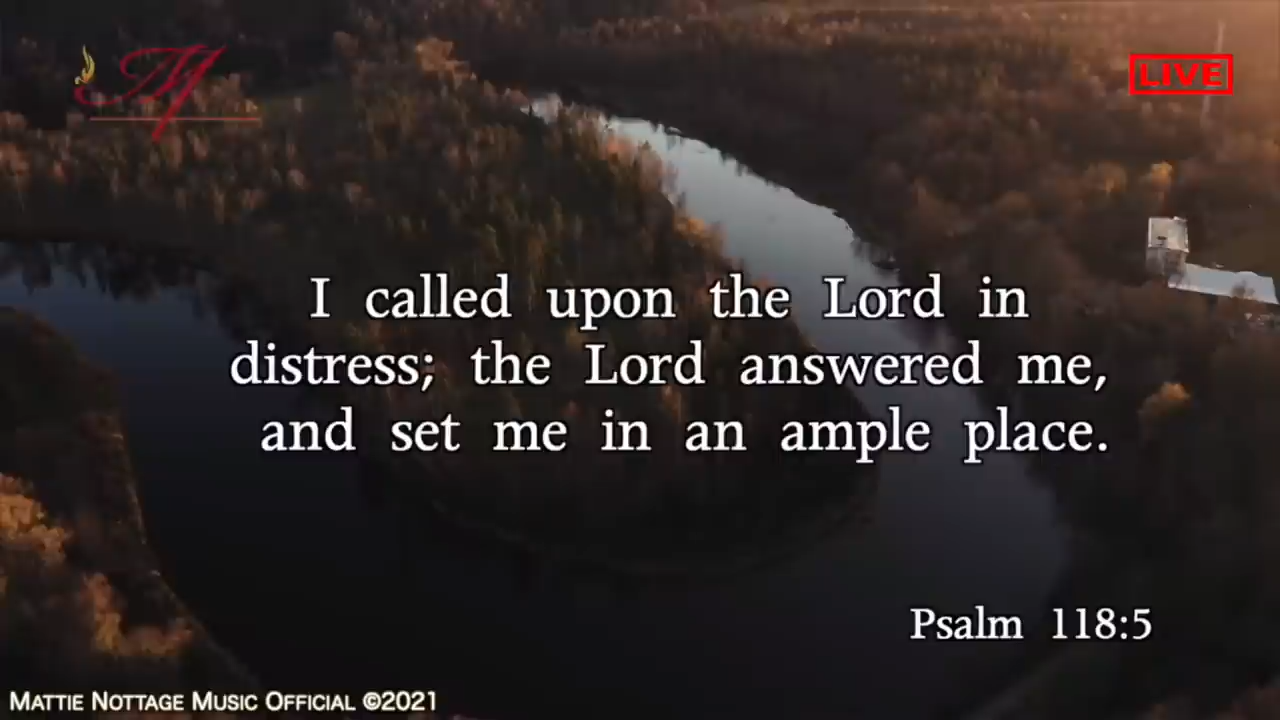 LIVE
I called upon the Lord in
distress; the Lord answered me,
and set me in an ample place.
Psalm 118:5
MATTIE NOTTAGE MUSIC OFFICIAL ©2021